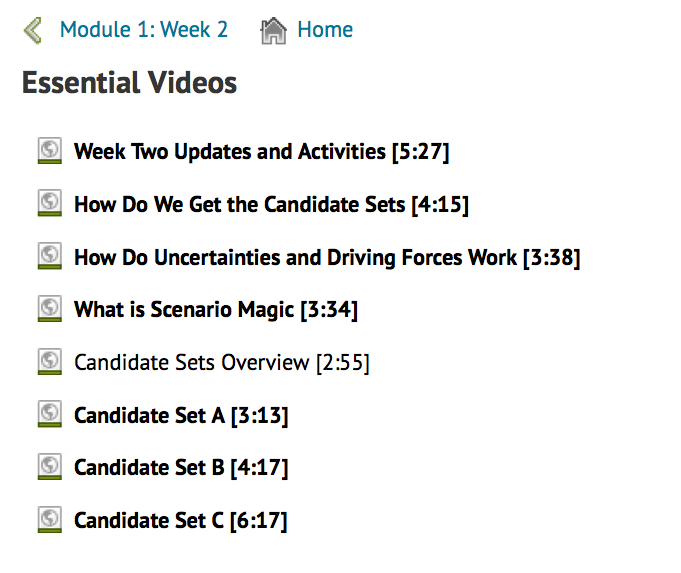 Module 1: Week 2 Home
Essential Videos
Week Two Updates and Activities [5:27]
How Do We Get the Candidate Sets [4:15]
How Do Uncertainties and Driving Forces Work [3:38]
What is Scenario Magic [3:34]
Candidate Sets Overview [2:55]
Candidate Set A [3:13]
Candidate Set B [4:17]
Candidate Set C [6:17]